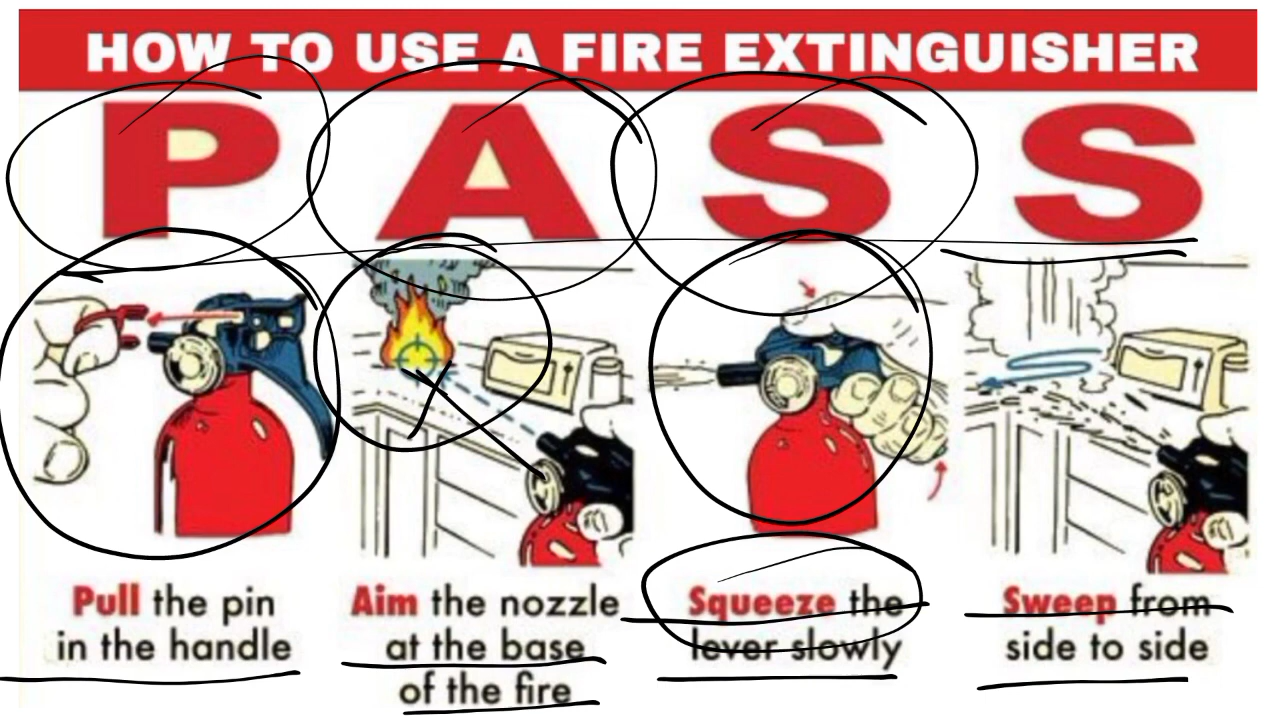 HOW TO USE A FIRE EXTINGUISHER
P A S S
Pull the pin
in the handle
Aim the nozzle
at the base
of the fire
Squeeze the
lever slowly
Sweep from
side to side